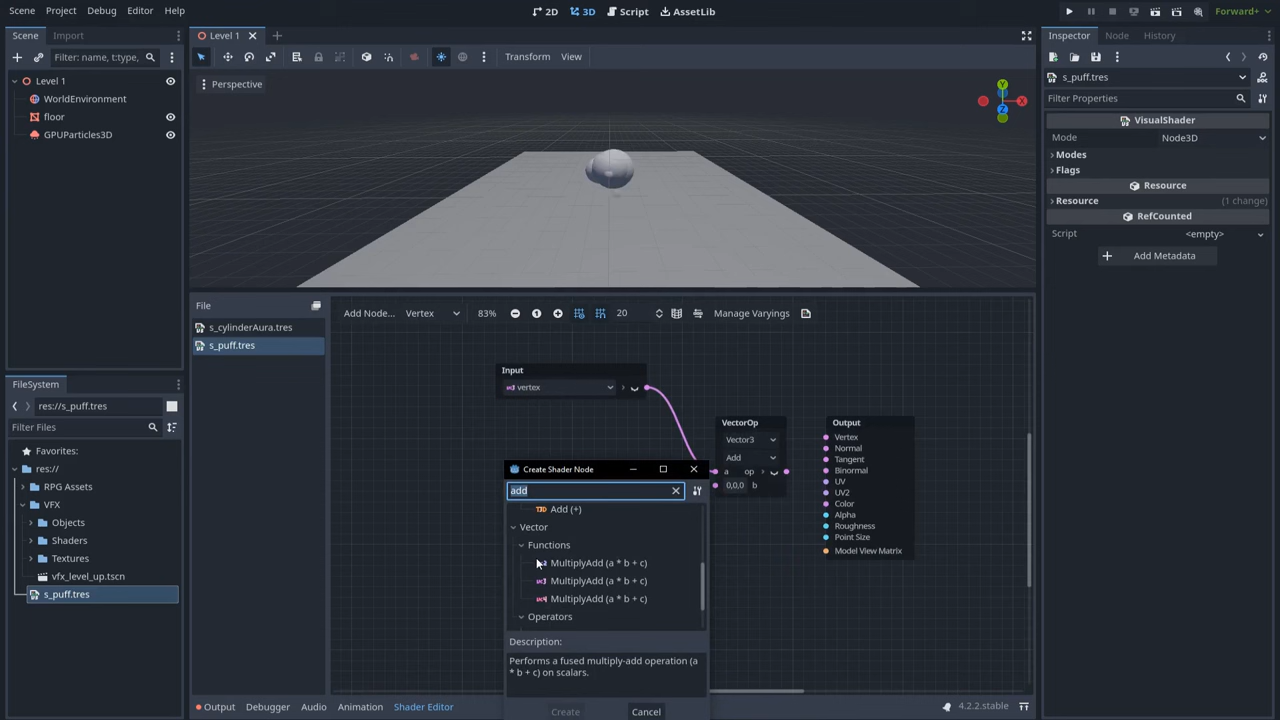 Scene Project Debug Editor Help
2D 3D Script AssetLib
Forward+
Scene Import
Filter: name, t:type,
Level 1
WorldEnvironment
floor
GPUParticles3D
Level 1
Transform View
Perspective
Y
X
Z
Inspector Node History
s_puff.tres
Filter Properties
VisualShader
Mode Node3D
Modes
Flags
Resource
Resource (1 change)
RefCounted
Script <empty>
Add Metadata
FileSystem
res://s_puff.tres
Filter Files
Favorites:
res://
RPG Assets
VFX
Objects
Shaders
Textures
vfx_level_up.tscn
s_puff.tres
File
s_cylinderAura.tres
s_puff.tres
Add Node... Vertex 83% 20 Manage Varyings
Input
vertex
VectorOp
Vector3
Add
a op
0,0,0 b
Output
Vertex
Normal
Tangent
Binormal
UV
UV2
Color
Alpha
Roughness
Point Size
Model View Matrix
Create Shader Node
add
Add (+)
Vector
Functions
MultiplyAdd (a * b + c)
MultiplyAdd (a * b + c)
MultiplyAdd (a * b + c)
Operators
Description:
Performs a fused multiply-add operation (a
* b + c) on scalars.
Create Cancel
Output Debugger Audio Animation Shader Editor 4.2.2.stable